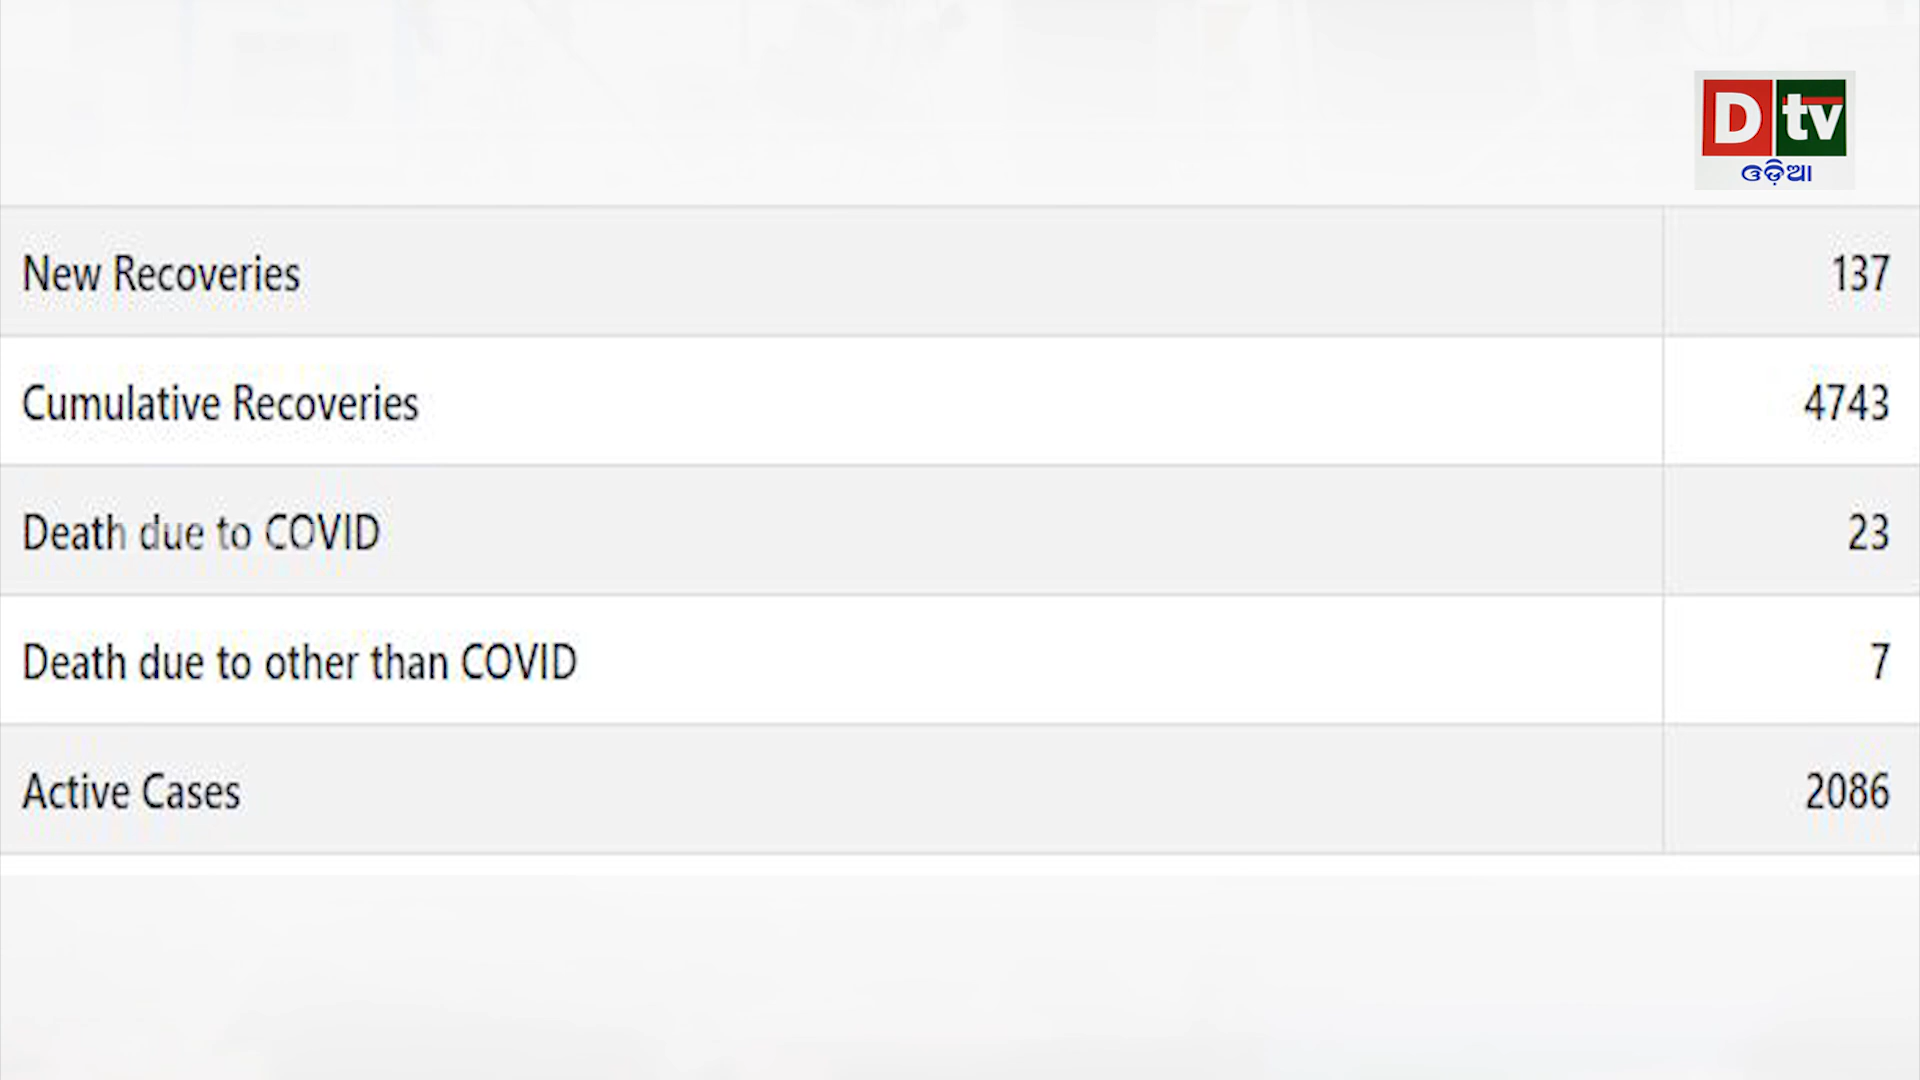 D tv
ଓଡ଼ିଆ
New Recoveries 137
Cumulative Recoveries 4743
Death due to COVID 23
Death due to other than COVID 7
Active Cases 2086